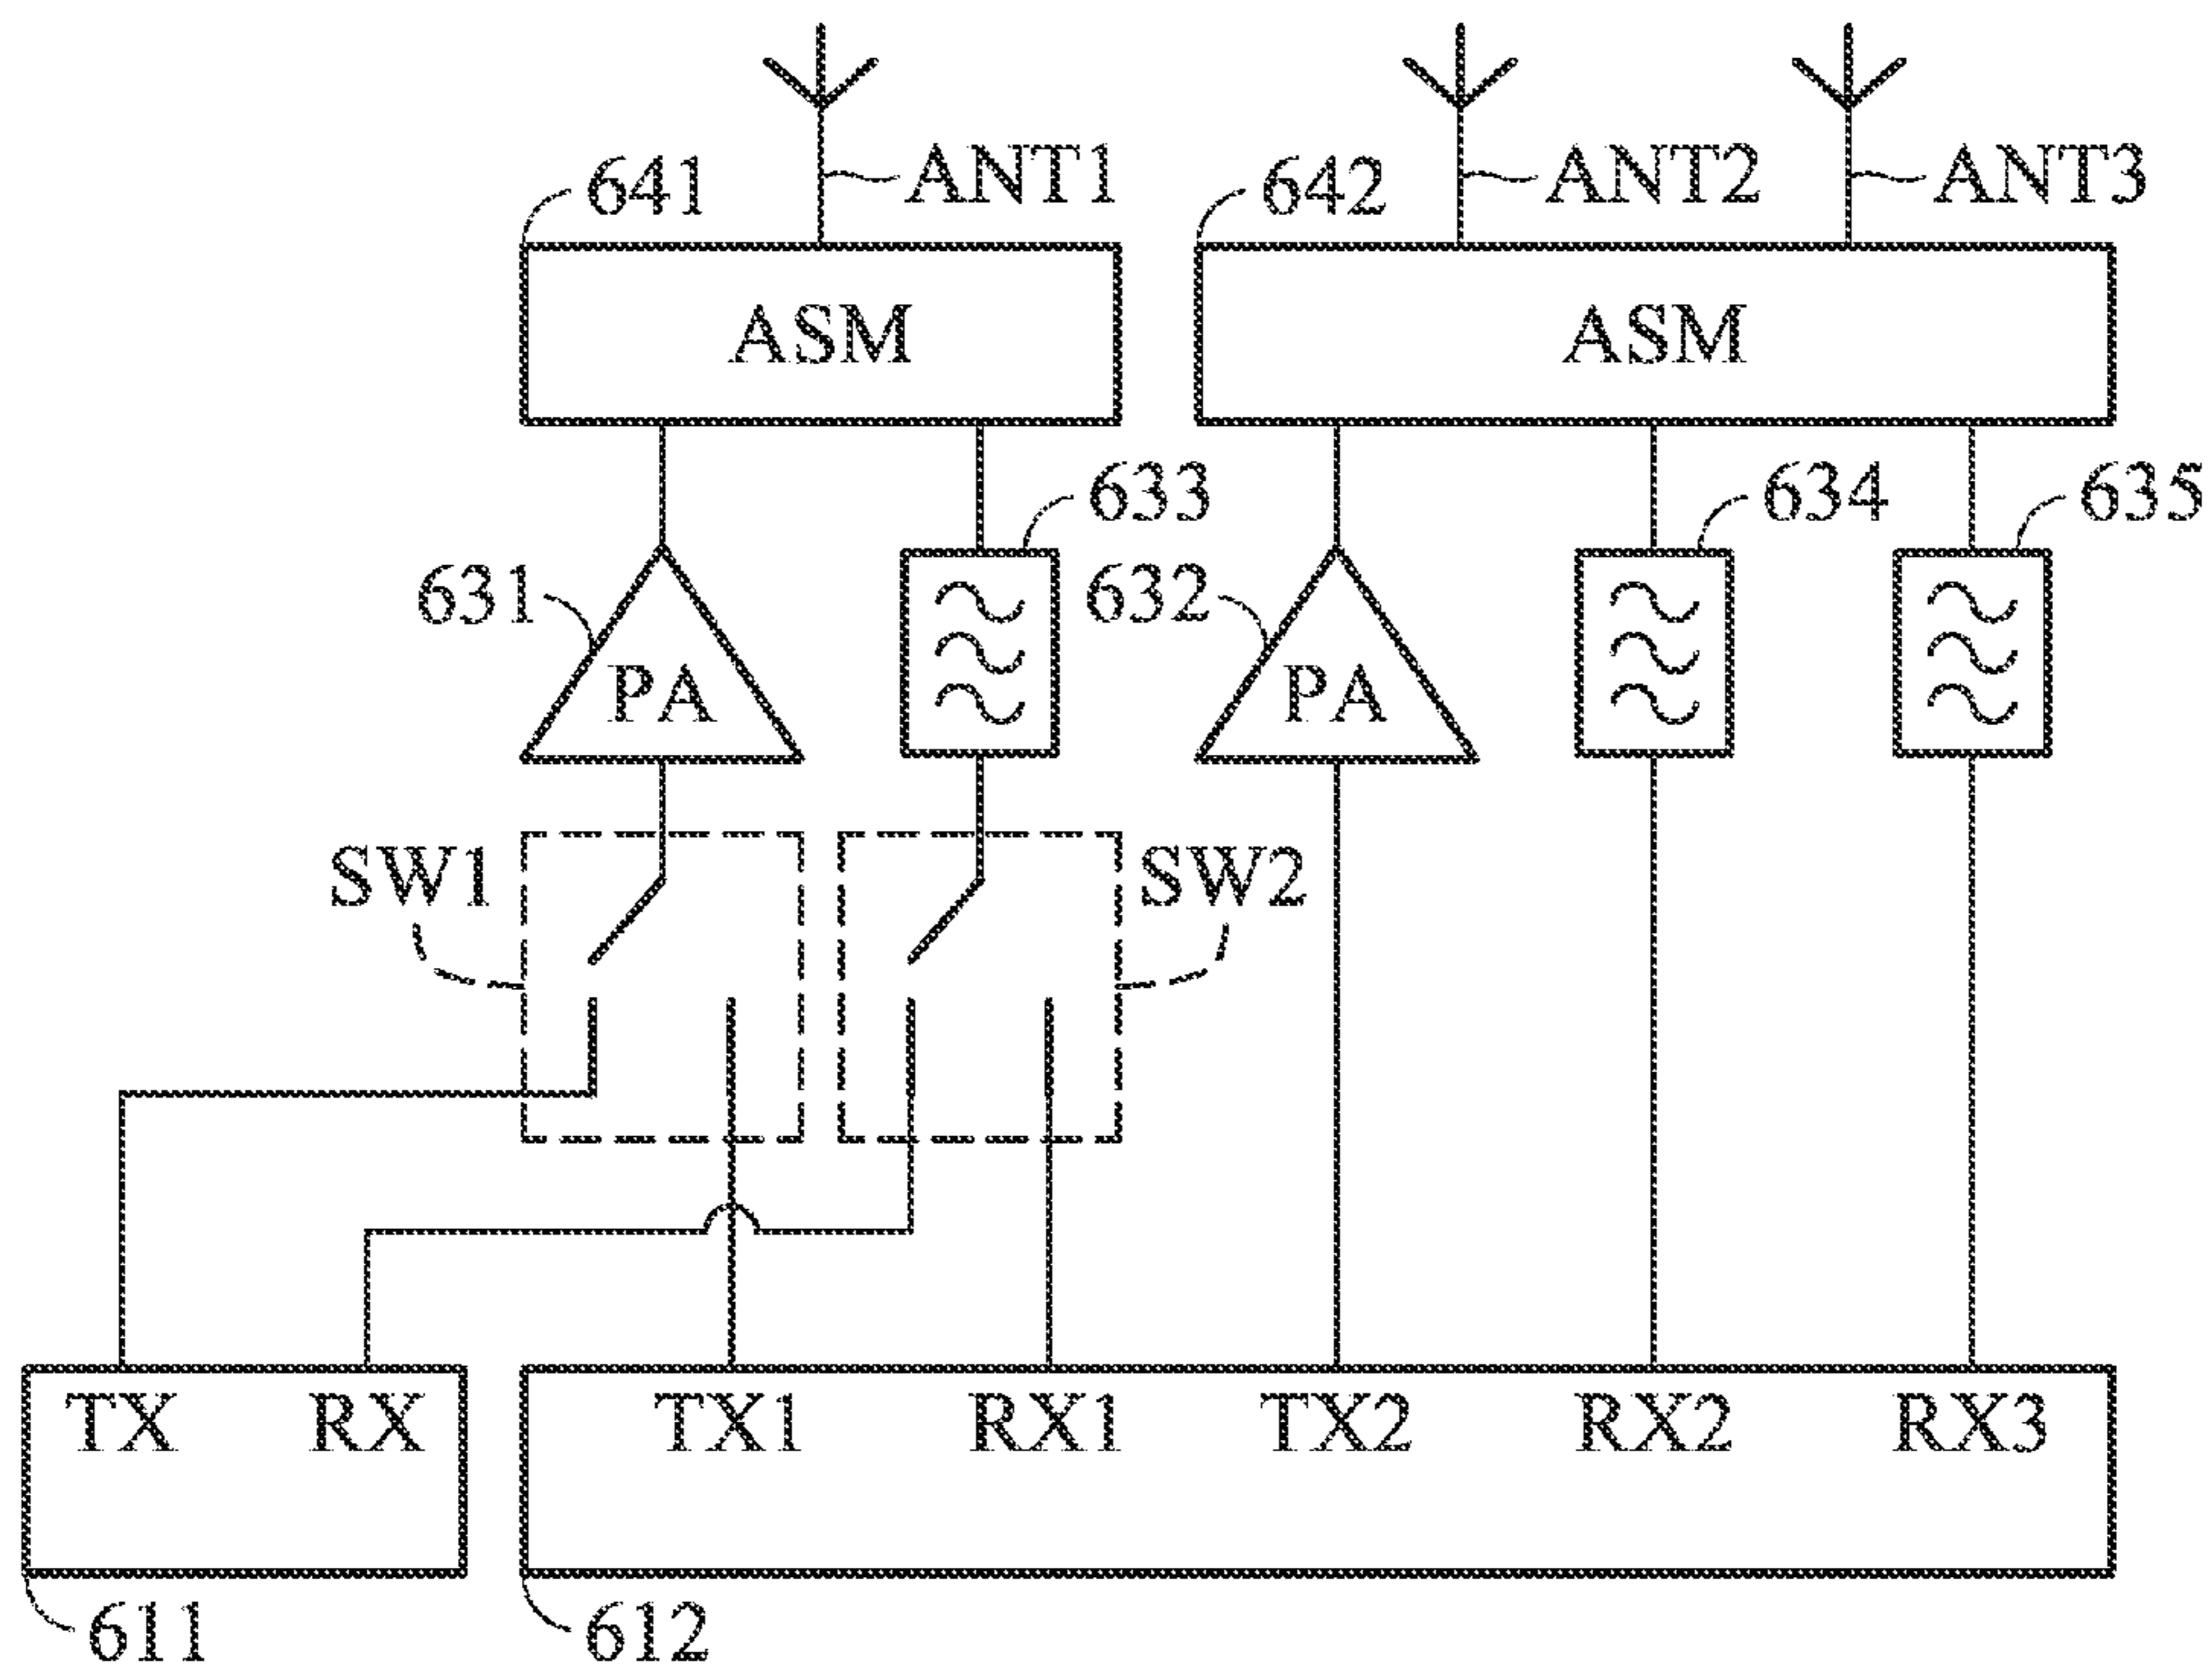 641
ANT1
642
ANT2
ANT3
ASM
ASM
633
634
635
631
632
PA
PA
SW1
SW2
TX
RX
TX1
RX1
TX2
RX2
RX3
611
612